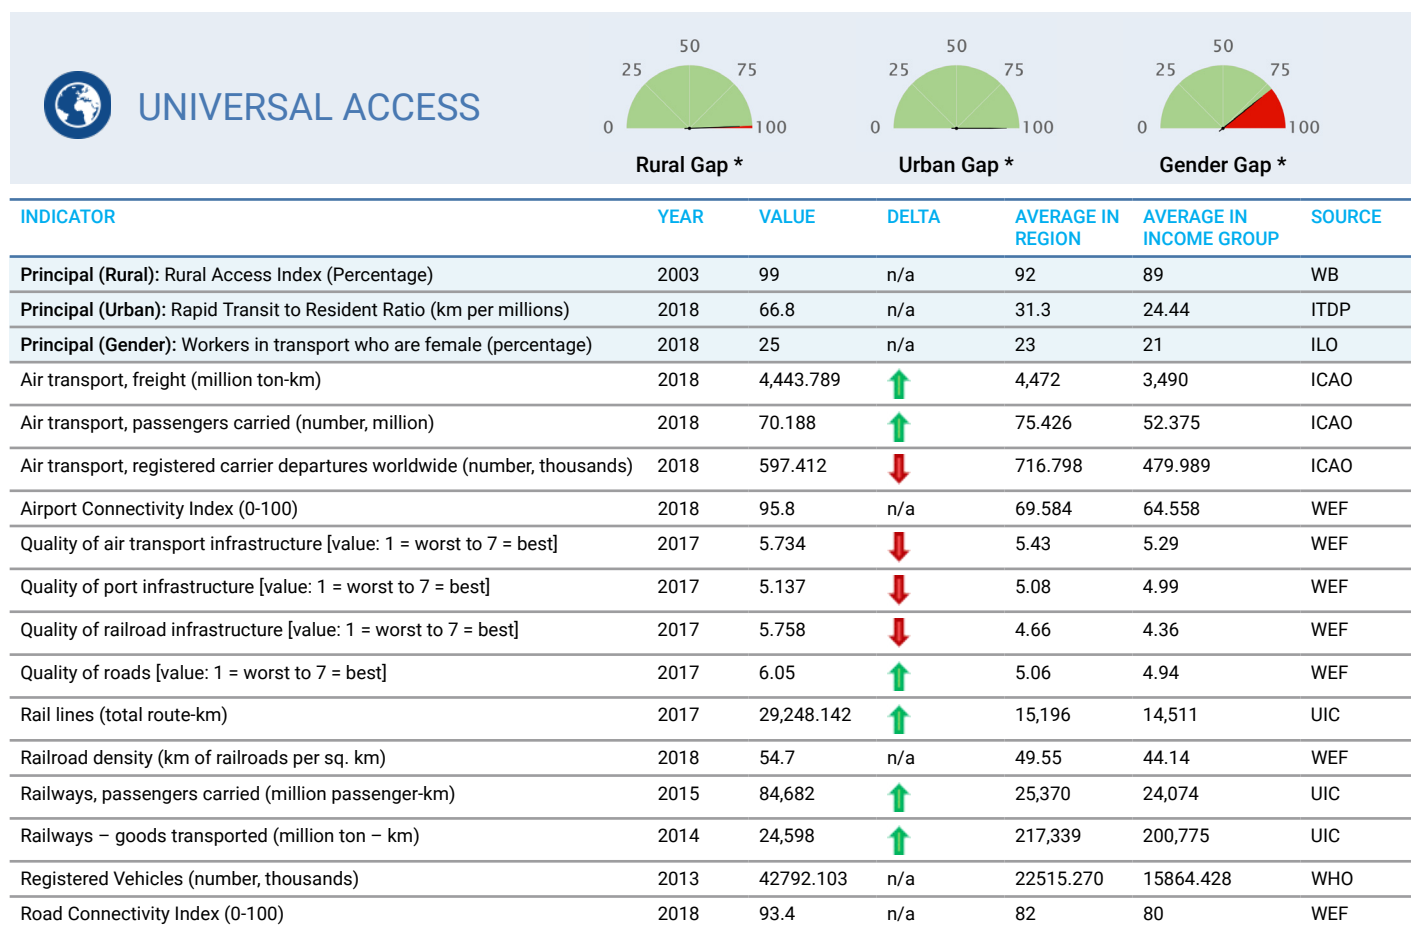 UNIVERSAL ACCESS
0 25 50 75 100
Rural Gap *
0 25 50 75 100
Urban Gap *
0 25 50 75 100
Gender Gap *
INDICATOR YEAR VALUE DELTA AVERAGE IN REGION AVERAGE IN INCOME GROUP SOURCE
Principal (Rural): Rural Access Index (Percentage) 2003 99 n/a 92 89 WB
Principal (Urban): Rapid Transit to Resident Ratio (km per millions) 2018 66.8 n/a 31.3 24.44 ITDP
Principal (Gender): Workers in transport who are female (percentage) 2018 25 n/a 23 21 ILO
Air transport, freight (million ton-km) 2018 4,443.789 4,472 3,490 ICAO
Air transport, passengers carried (number, million) 2018 70.188 75.426 52.375 ICAO
Air transport, registered carrier departures worldwide (number, thousands) 2018 597.412 716.798 479.989 ICAO
Airport Connectivity Index (0-100) 2018 95.8 n/a 69.584 64.558 WEF
Quality of air transport infrastructure [value: 1 = worst to 7 = best] 2017 5.734 5.43 5.29 WEF
Quality of port infrastructure [value: 1 = worst to 7 = best] 2017 5.137 5.08 4.99 WEF
Quality of railroad infrastructure [value: 1 = worst to 7 = best] 2017 5.758 4.66 4.36 WEF
Quality of roads [value: 1 = worst to 7 = best] 2017 6.05 5.06 4.94 WEF
Rail lines (total route-km) 2017 29,248.142 15,196 14,511 UIC
Railroad density (km of railroads per sq. km) 2018 54.7 n/a 49.55 44.14 WEF
Railways, passengers carried (million passenger-km) 2015 84,682 25,370 24,074 UIC
Railways – goods transported (million ton – km) 2014 24,598 217,339 200,775 UIC
Registered Vehicles (number, thousands) 2013 42792.103 n/a 22515.270 15864.428 WHO
Road Connectivity Index (0-100) 2018 93.4 n/a 82 80 WEF